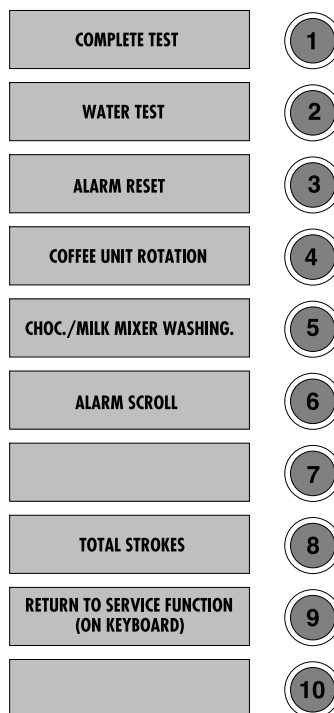 COMPLETE TEST 1
WATER TEST 2
ALARM RESET 3
COFFEE UNIT ROTATION 4
CHOC./MILK MIXER WASHING. 5
ALARM SCROLL 6
7
TOTAL STROKES 8
RETURN TO SERVICE FUNCTION
(ON KEYBOARD) 9
10